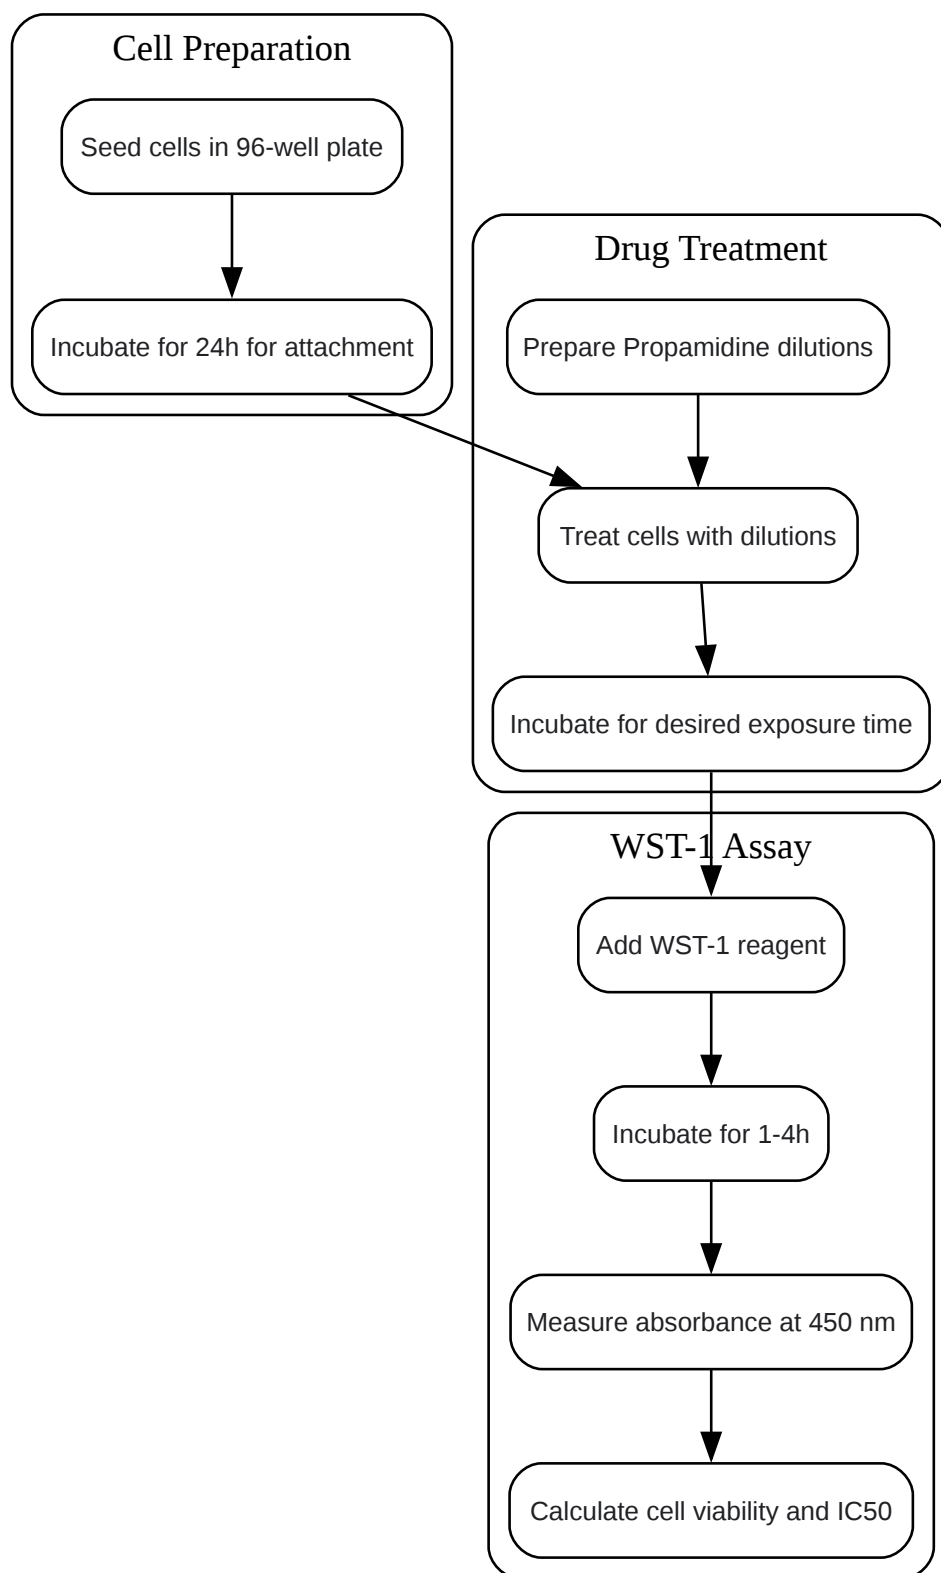 Cell Preparation
Seed cells in 96-well plate
Incubate for 24h for attachment
Drug Treatment
Prepare Propamidine dilutions
Treat cells with dilutions
Incubate for desired exposure time
WST-1 Assay
Add WST-1 reagent
Incubate for 1-4h
Measure absorbance at 450 nm
Calculate cell viability and IC50